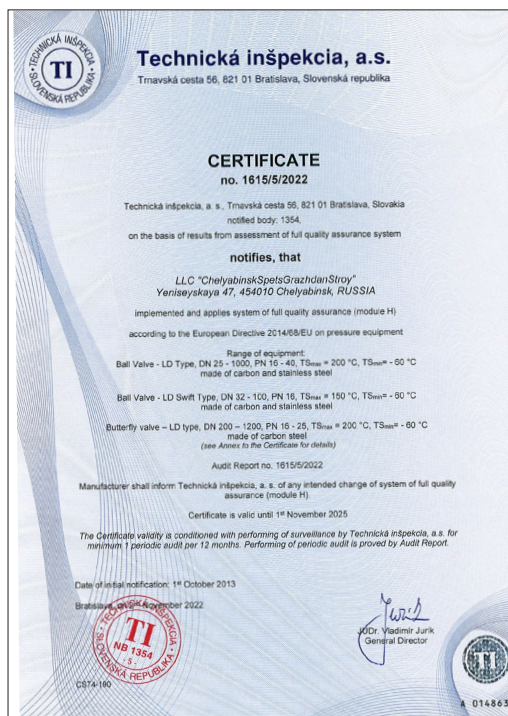 TECHNICKÁ INŠPEKCIA
TI
SLOVENSKÁ REPUBLIKA
Technická inšpekcia, a.s.
Trnavská cesta 56, 821 01 Bratislava, Slovenská republika
CERTIFICATE
no. 1615/5/2022
Technická inšpekcia, a. s., Trnavská cesta 56, 821 01 Bratislava, Slovakia
notified body: 1354,
on the basis of results from assessment of full quality assurance system
notifies, that
LLC "ChelyabinskSpetsGrazhdanStroy"
Yeniseyskaya 47, 454010 Chelyabinsk, RUSSIA
implemented and applies system of full quality assurance (module H)
according to the European Directive 2014/68/EU on pressure equipment
Range of equipment:
Ball Valve - LD Type, DN 25 - 1000, PN 16 - 40, TSmax = 200 °C, TSmin= - 60 °C
made of carbon and stainless steel
Ball Valve - LD Swift Type, DN 32 - 100, PN 16, TSmax = 150 °C, TSmin= - 60 °C
made of carbon and stainless steel
Butterfly valve – LD type, DN 200 – 1200, PN 16 - 25, TSmax = 200 °C, TSmin= - 60 °C
made of carbon steel
(see Annex to the Certificate for details)
Audit Report no. 1615/5/2022
Manufacturer shall inform Technická inšpekcia, a. s. of any intended change of system of full quality
assurance (module H)
Certificate is valid until 1st November 2025
The Certificate validity is conditioned with performing of surveillance by Technická inšpekcia, a.s. for
minimum 1 periodic audit per 12 months. Performing of periodic audit is proved by Audit Report.
Date of initial notification: 1st October 2013
Bratislava, on November 2022
TECHNICKÁ INŠPEKCIA
TI
NB 1354
- 5 -
SLOVENSKÁ REPUBLIKA
JUDr. Vladimír Jurík
General Director
CS74-190
TI
A 014863